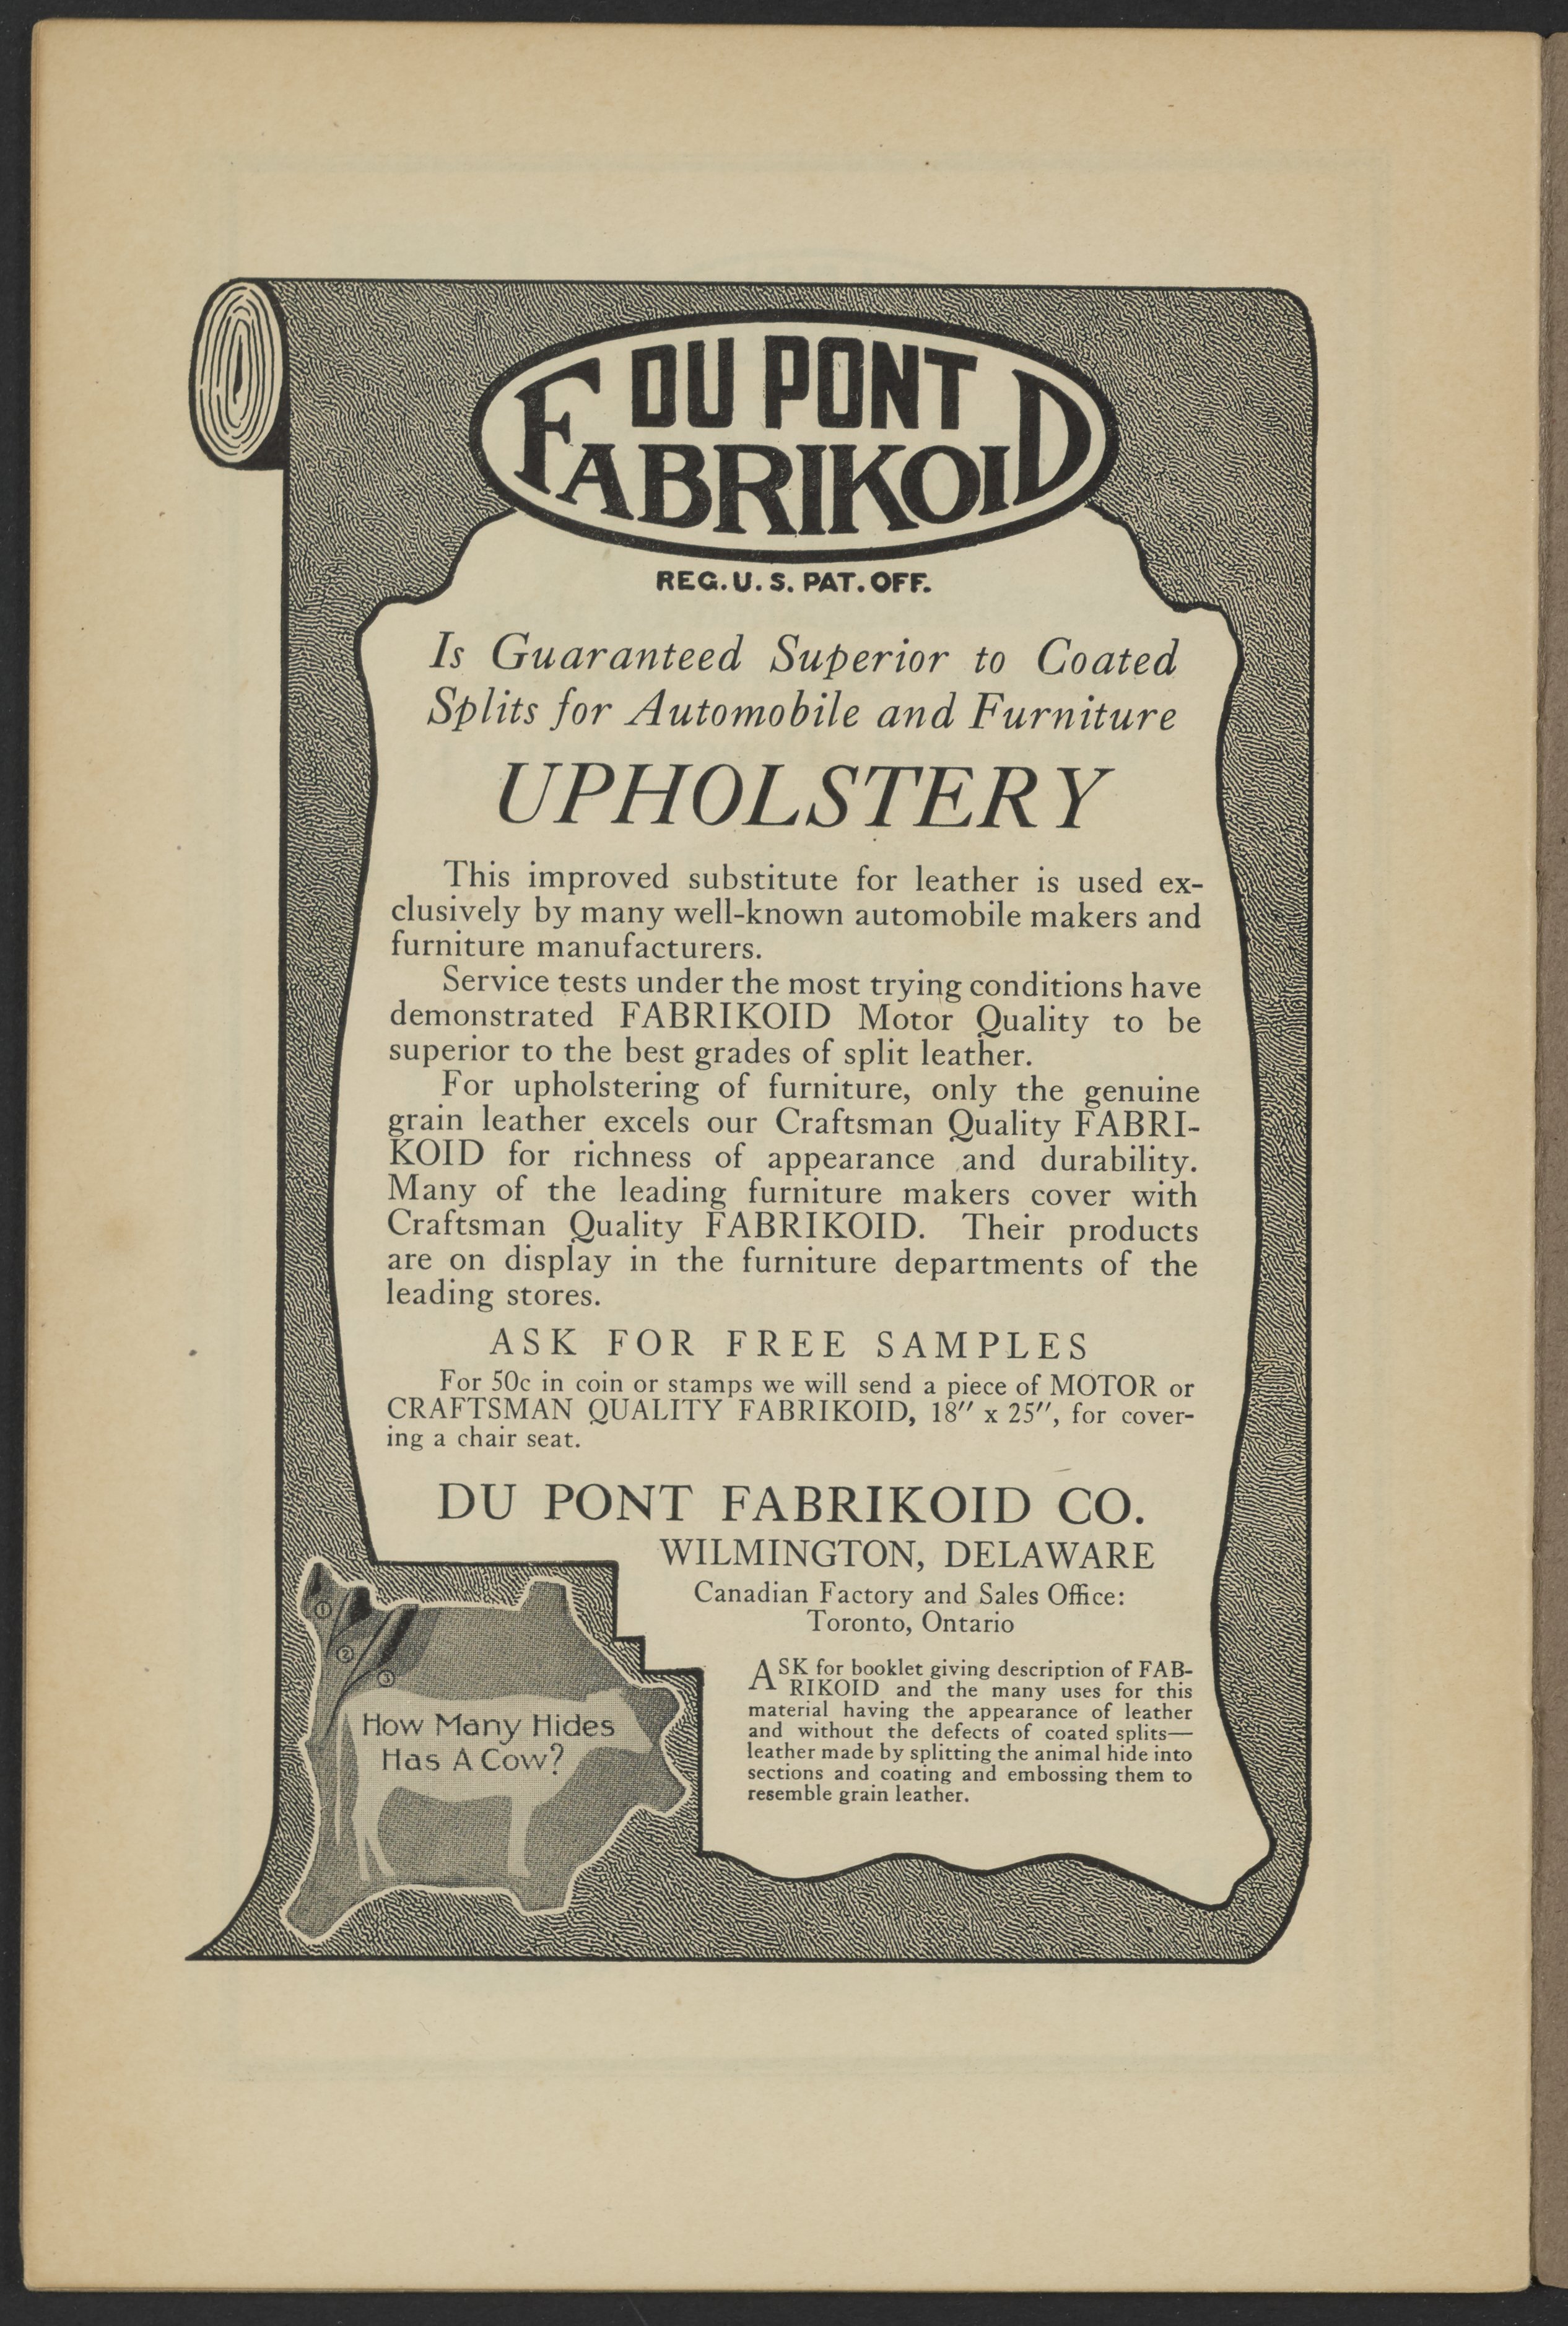 DU PONT
FABRIKOID
REG. U. S. PAT. OFF.
Is Guaranteed Superior to Coated
Splits for Automobile and Furniture
UPHOLSTERY
This improved substitute for leather is used ex-
clusively by many well-known automobile makers and
furniture manufacturers.
Service tests under the most trying conditions have
demonstrated FABRIKOID Motor Quality to be
superior to the best grades of split leather.
For upholstering of furniture, only the genuine
grain leather excels our Craftsman Quality FABRI-
KOID for richness of appearance and durability.
Many of the leading furniture makers cover with
Craftsman Quality FABRIKOID. Their products
are on display in the furniture departments of the
leading stores.
ASK FOR FREE SAMPLES
For 50c in coin or stamps we will send a piece of MOTOR or
CRAFTSMAN QUALITY FABRIKOID, 18" x 25", for cover-
ing a chair seat.
DU PONT FABRIKOID CO.
WILMINGTON, DELAWARE
Canadian Factory and Sales Office:
Toronto, Ontario
1
2
3
How Many Hides
Has A Cow?
ASK for booklet giving description of FAB-
RIKOID and the many uses for this
material having the appearance of leather
and without the defects of coated splits—
leather made by splitting the animal hide into
sections and coating and embossing them to
resemble grain leather.